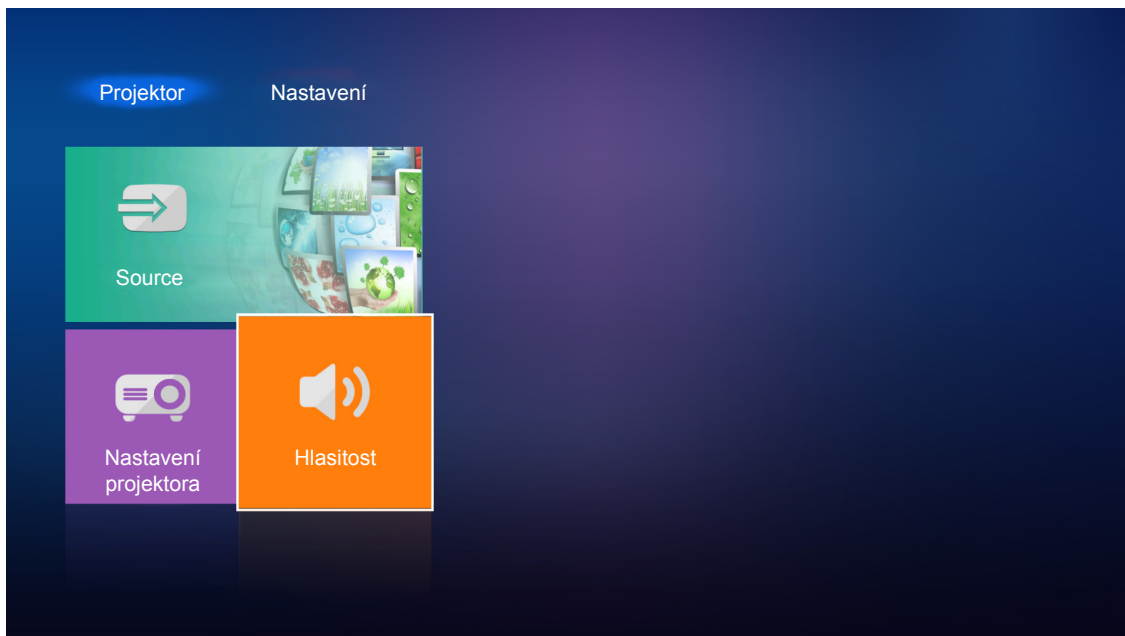 Projektor
Nastavení
Source
Nastavení
projektora
Hlasitost